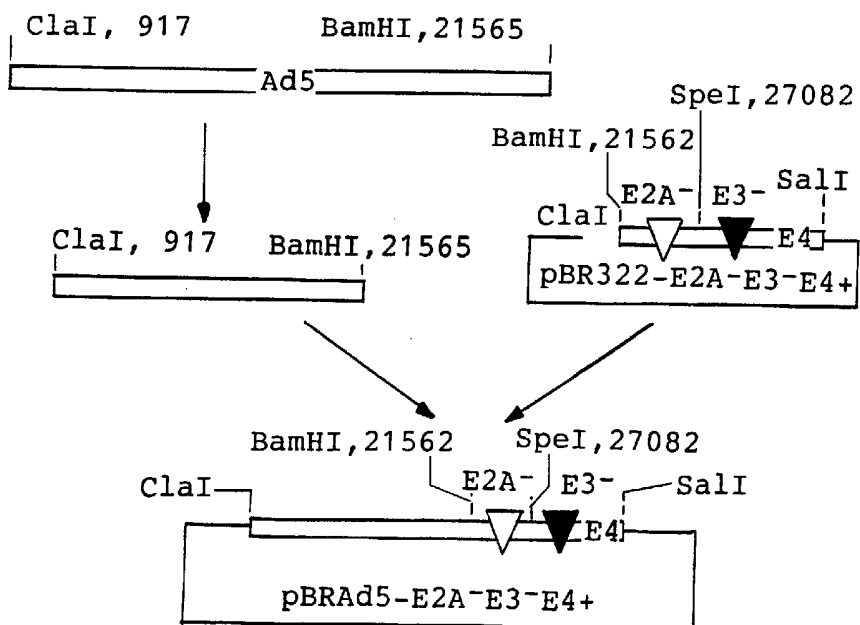 ClaI, 917 BamHI,21565
Ad5
SpeI,27082
BamHI,21562
E2A⁻ E3⁻ SalI
ClaI
E4
pBR322-E2A⁻E3⁻E4+
ClaI, 917 BamHI,21565
BamHI,21562 SpeI,27082
E2A⁻ E3⁻
ClaI SalI
E4
pBRAd5-E2A⁻E3⁻E4+